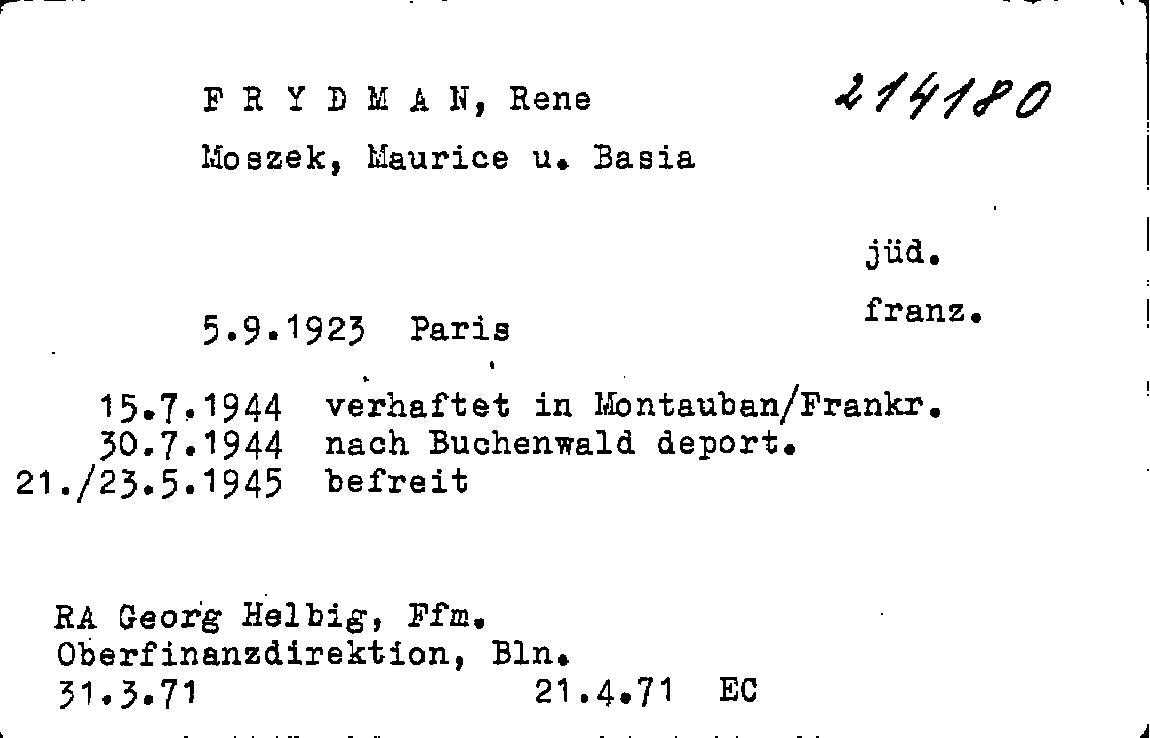 F R Y D M A N, Rene 214180
Moszek, Maurice u. Basia
jüd.
franz.
5.9.1923 Paris
15.7.1944 verhaftet in Montauban/Frankr.
30.7.1944 nach Buchenwald deport.
21./23.5.1945 befreit
RA Georg Helbig, Ffm.
Oberfinanzdirektion, Bln.
31.3.71 21.4.71 EC